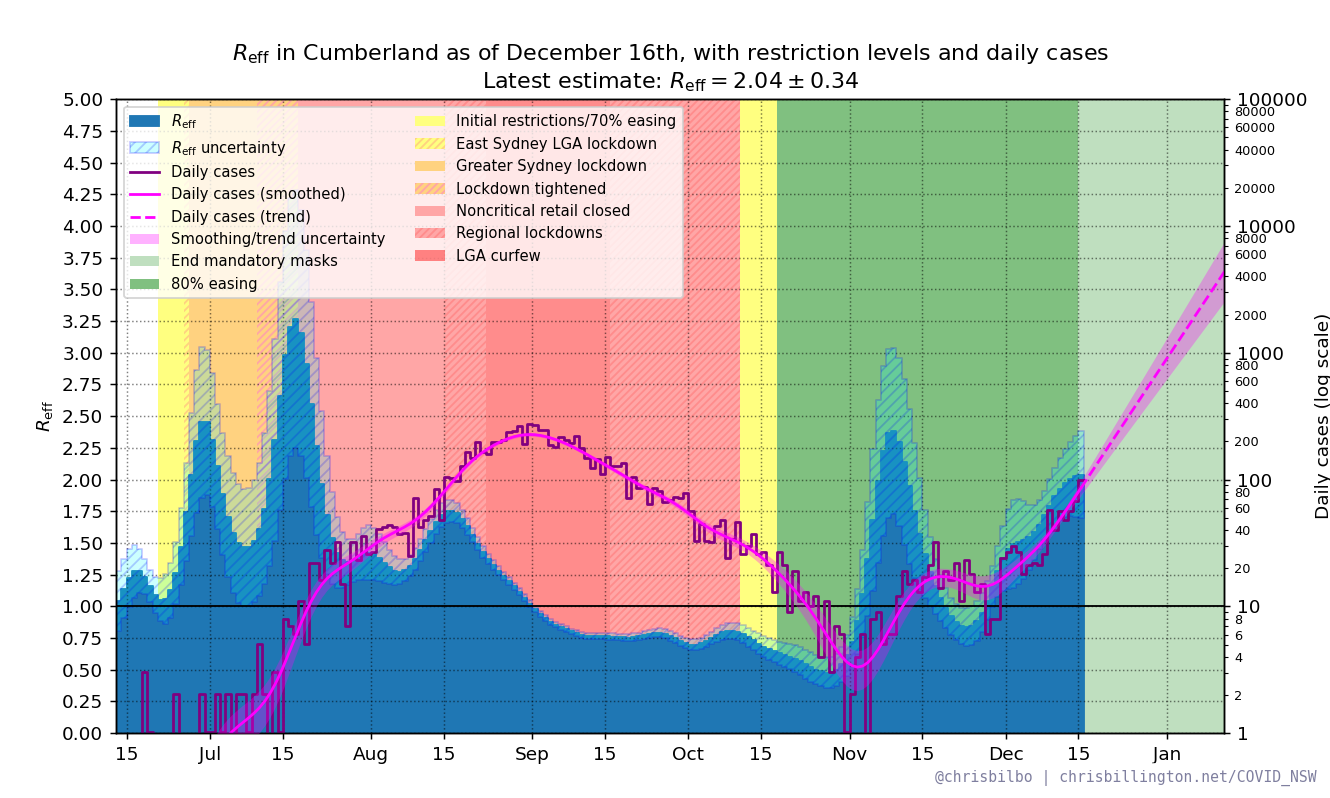 Reff in Cumberland as of December 16th, with restriction levels and daily cases
Latest estimate: Reff = 2.04 ± 0.34
Reff
5.00
4.75
4.50
4.25
4.00
3.75
3.50
3.25
3.00
2.75
2.50
2.25
2.00
1.75
1.50
1.25
1.00
0.75
0.50
0.25
0.00
Reff
Reff uncertainty
Daily cases
Daily cases (smoothed)
Daily cases (trend)
Smoothing/trend uncertainty
End mandatory masks
80% easing
Initial restrictions/70% easing
East Sydney LGA lockdown
Greater Sydney lockdown
Lockdown tightened
Noncritical retail closed
Regional lockdowns
LGA curfew
100000
80000
60000
40000
20000
10000
8000
6000
4000
2000
1000
800
600
400
200
100
80
60
40
20
10
8
6
4
2
1
Daily cases (log scale)
15 Jul 15 Aug 15 Sep 15 Oct 15 Nov 15 Dec 15 Jan
@chrisbilbo | chrisbillington.net/COVID_NSW